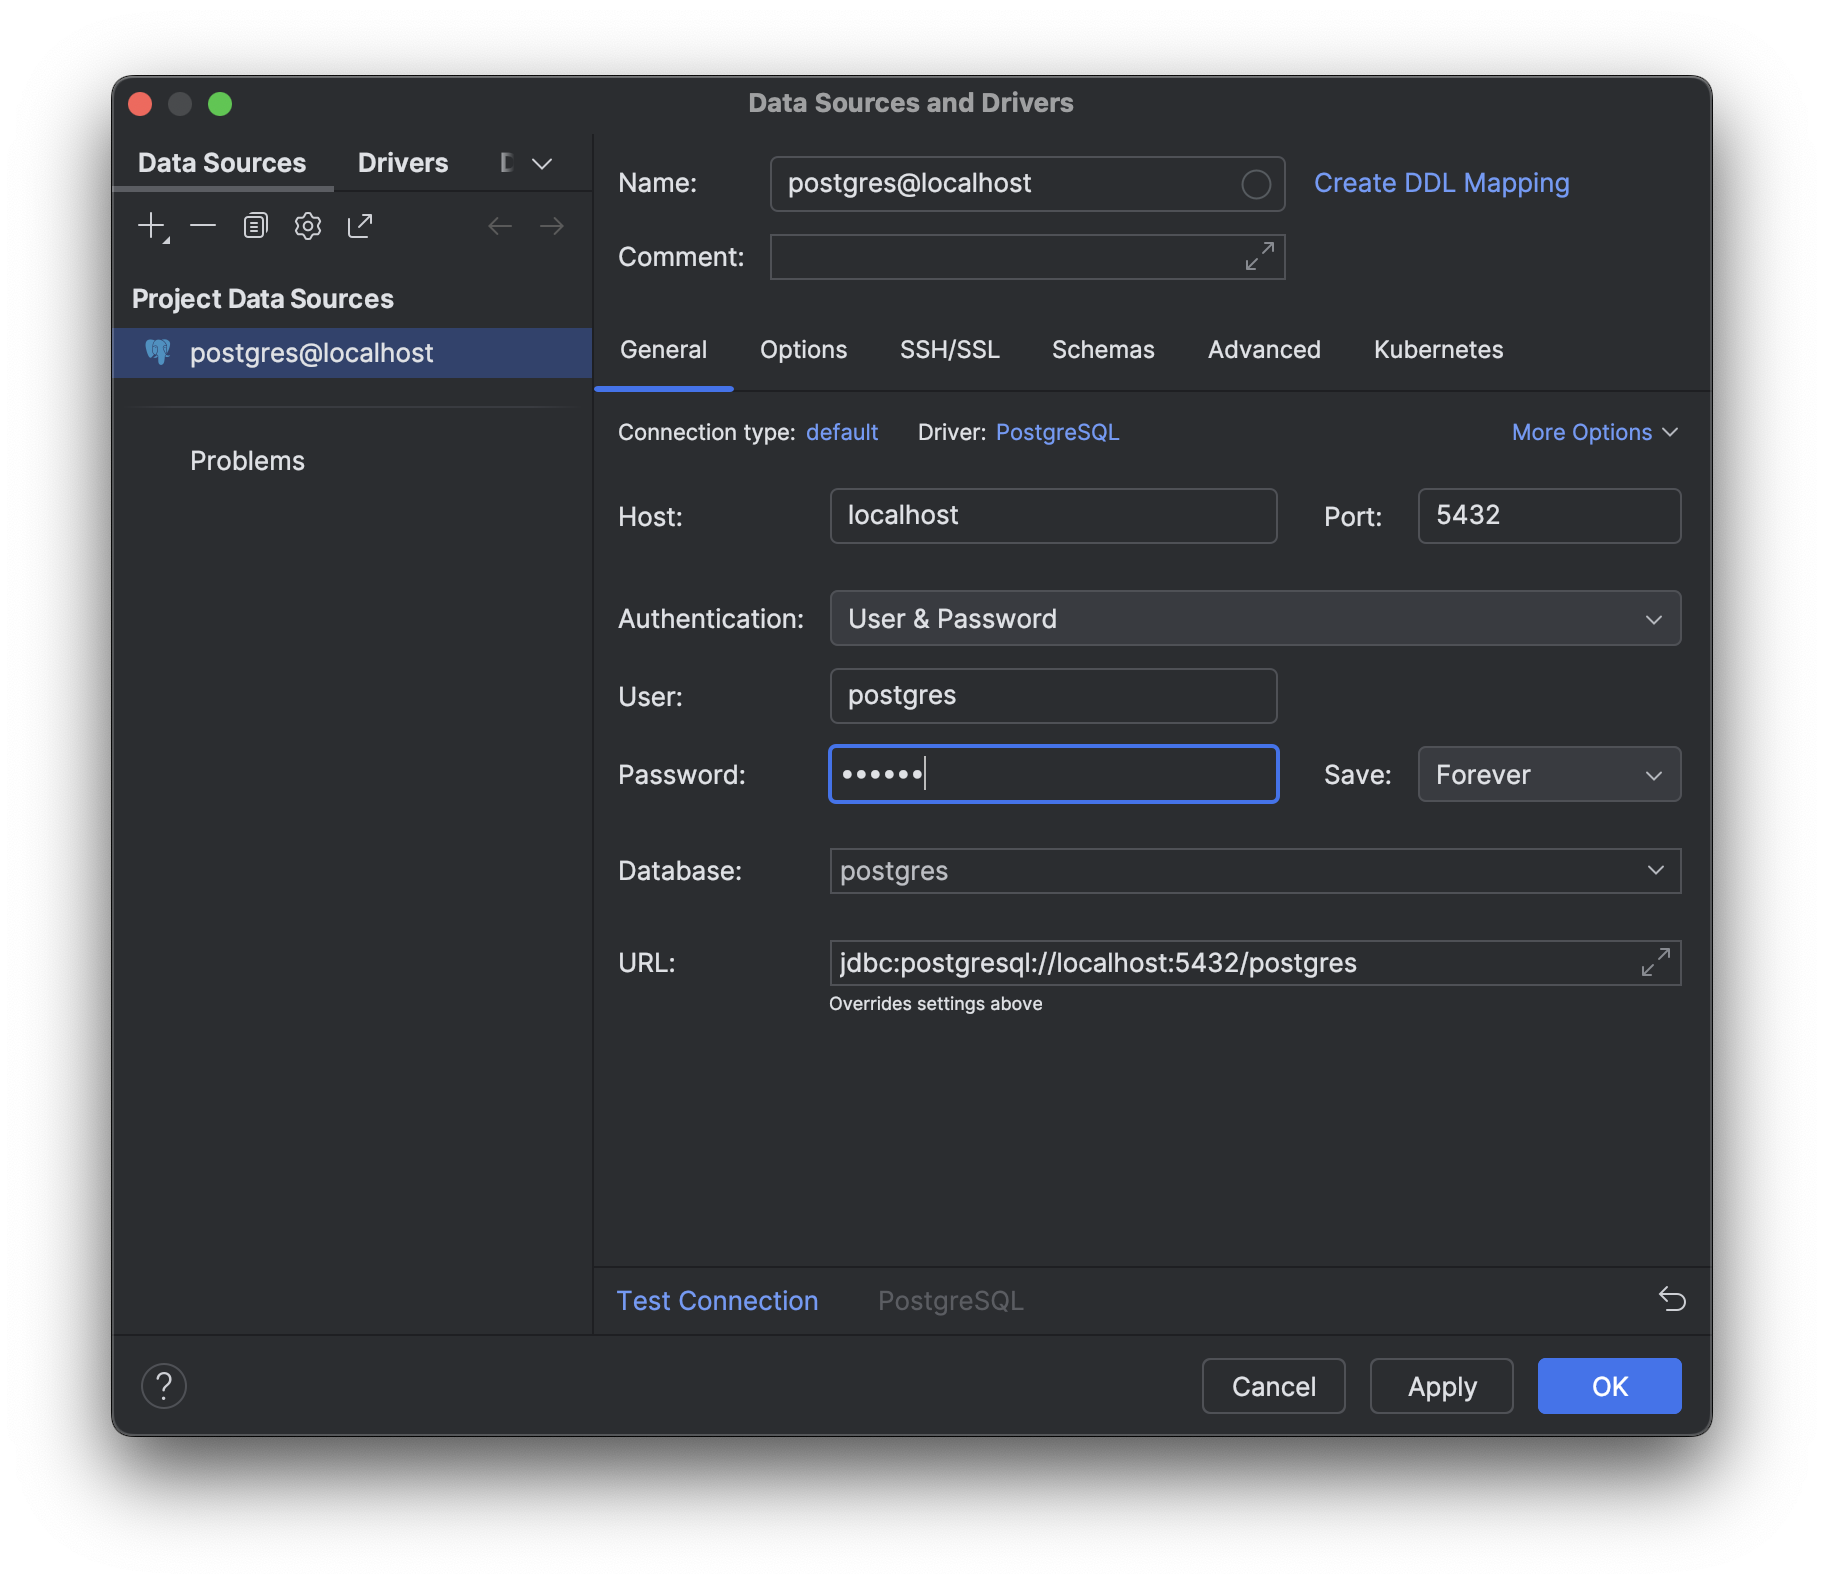 Data Sources and Drivers
Data Sources Drivers
Project Data Sources
postgres@localhost
Problems
Name: postgres@localhost Create DDL Mapping
Comment:
General Options SSH/SSL Schemas Advanced Kubernetes
Connection type: default Driver: PostgreSQL More Options
Host: localhost Port: 5432
Authentication: User & Password
User: postgres
Password: •••••• Save: Forever
Database: postgres
URL: jdbc:postgresql://localhost:5432/postgres
Overrides settings above
Test Connection PostgreSQL
? Cancel Apply OK